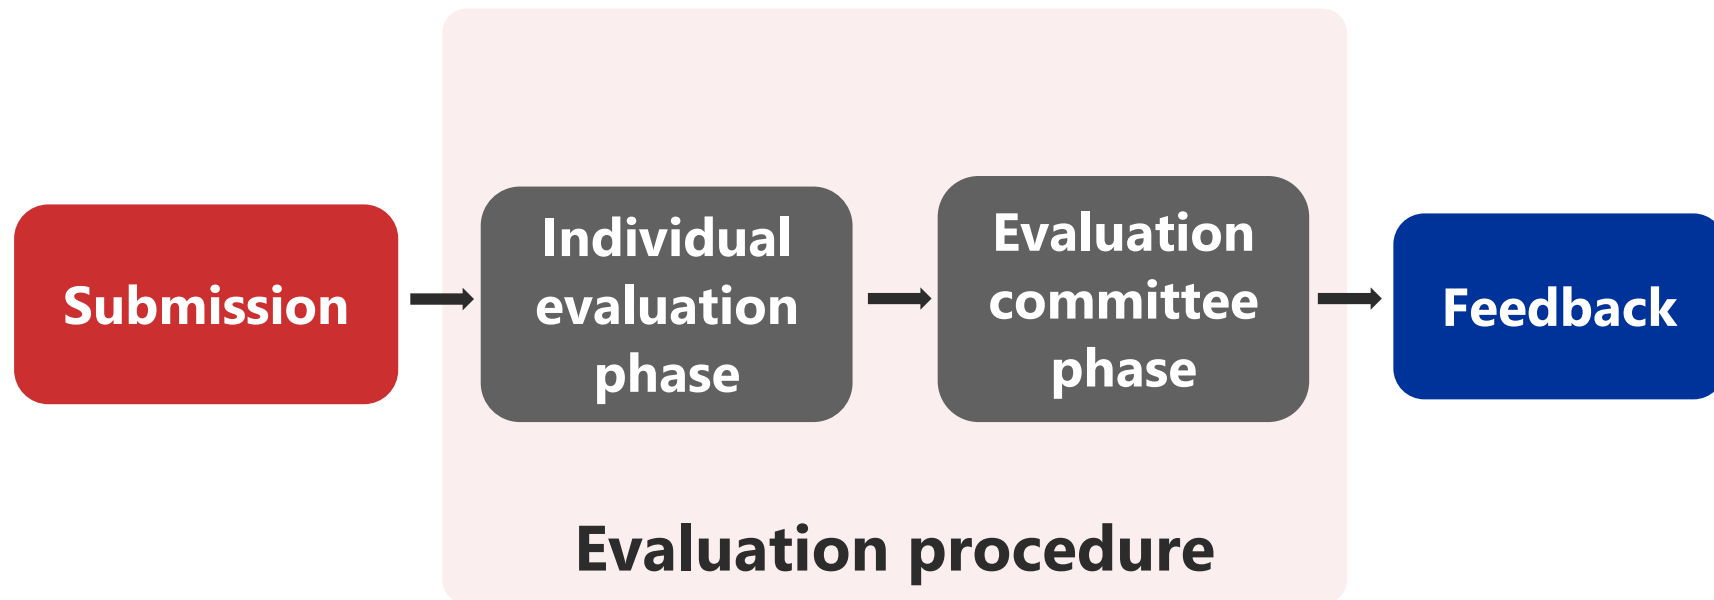 Submission
Individual
evaluation
phase
Evaluation
committee
phase
Feedback
Evaluation procedure